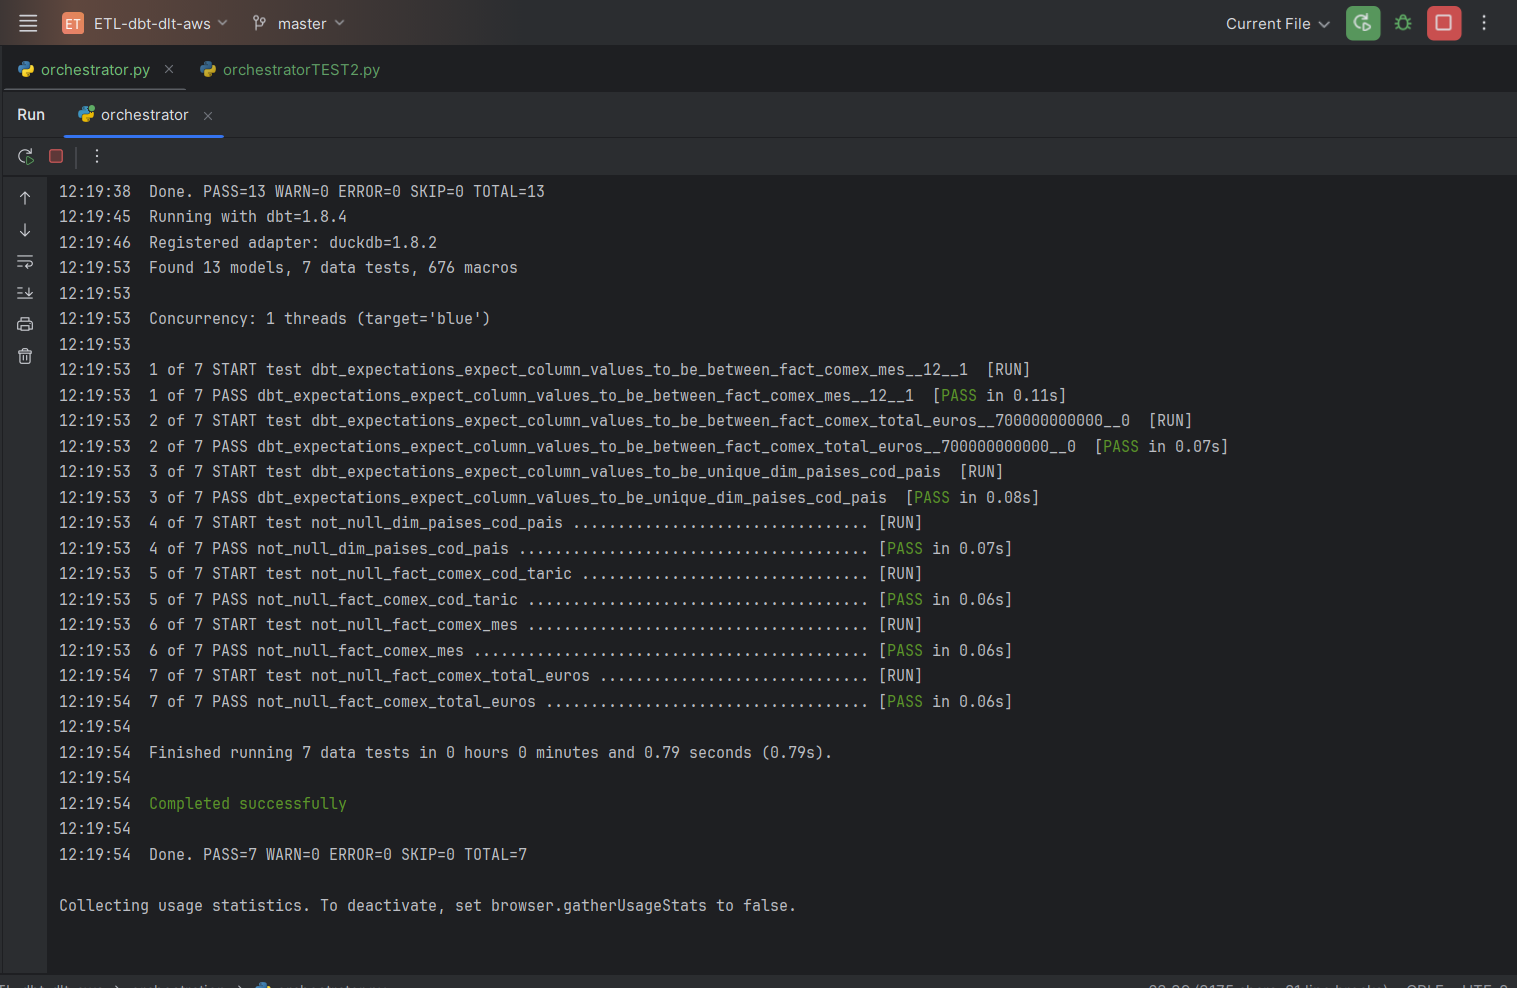 ET ETL-dbt-dlt-aws master Current File
orchestrator.py orchestratorTEST2.py
Run orchestrator
12:19:38 Done. PASS=13 WARN=0 ERROR=0 SKIP=0 TOTAL=13
12:19:45 Running with dbt=1.8.4
12:19:46 Registered adapter: duckdb=1.8.2
12:19:53 Found 13 models, 7 data tests, 676 macros
12:19:53
12:19:53 Concurrency: 1 threads (target='blue')
12:19:53
12:19:53 1 of 7 START test dbt_expectations_expect_column_values_to_be_between_fact_comex_mes__12__1 [RUN]
12:19:53 1 of 7 PASS dbt_expectations_expect_column_values_to_be_between_fact_comex_mes__12__1 [PASS in 0.11s]
12:19:53 2 of 7 START test dbt_expectations_expect_column_values_to_be_between_fact_comex_total_euros__700000000000__0 [RUN]
12:19:53 2 of 7 PASS dbt_expectations_expect_column_values_to_be_between_fact_comex_total_euros__700000000000__0 [PASS in 0.07s]
12:19:53 3 of 7 START test dbt_expectations_expect_column_values_to_be_unique_dim_paises_cod_pais [RUN]
12:19:53 3 of 7 PASS dbt_expectations_expect_column_values_to_be_unique_dim_paises_cod_pais [PASS in 0.08s]
12:19:53 4 of 7 START test not_null_dim_paises_cod_pais ................................. [RUN]
12:19:53 4 of 7 PASS not_null_dim_paises_cod_pais ....................................... [PASS in 0.07s]
12:19:53 5 of 7 START test not_null_fact_comex_cod_taric ................................ [RUN]
12:19:53 5 of 7 PASS not_null_fact_comex_cod_taric ...................................... [PASS in 0.06s]
12:19:53 6 of 7 START test not_null_fact_comex_mes ...................................... [RUN]
12:19:53 6 of 7 PASS not_null_fact_comex_mes ............................................ [PASS in 0.06s]
12:19:54 7 of 7 START test not_null_fact_comex_total_euros .............................. [RUN]
12:19:54 7 of 7 PASS not_null_fact_comex_total_euros .................................... [PASS in 0.06s]
12:19:54
12:19:54 Finished running 7 data tests in 0 hours 0 minutes and 0.79 seconds (0.79s).
12:19:54
12:19:54 Completed successfully
12:19:54
12:19:54 Done. PASS=7 WARN=0 ERROR=0 SKIP=0 TOTAL=7
Collecting usage statistics. To deactivate, set browser.gatherUsageStats to false.